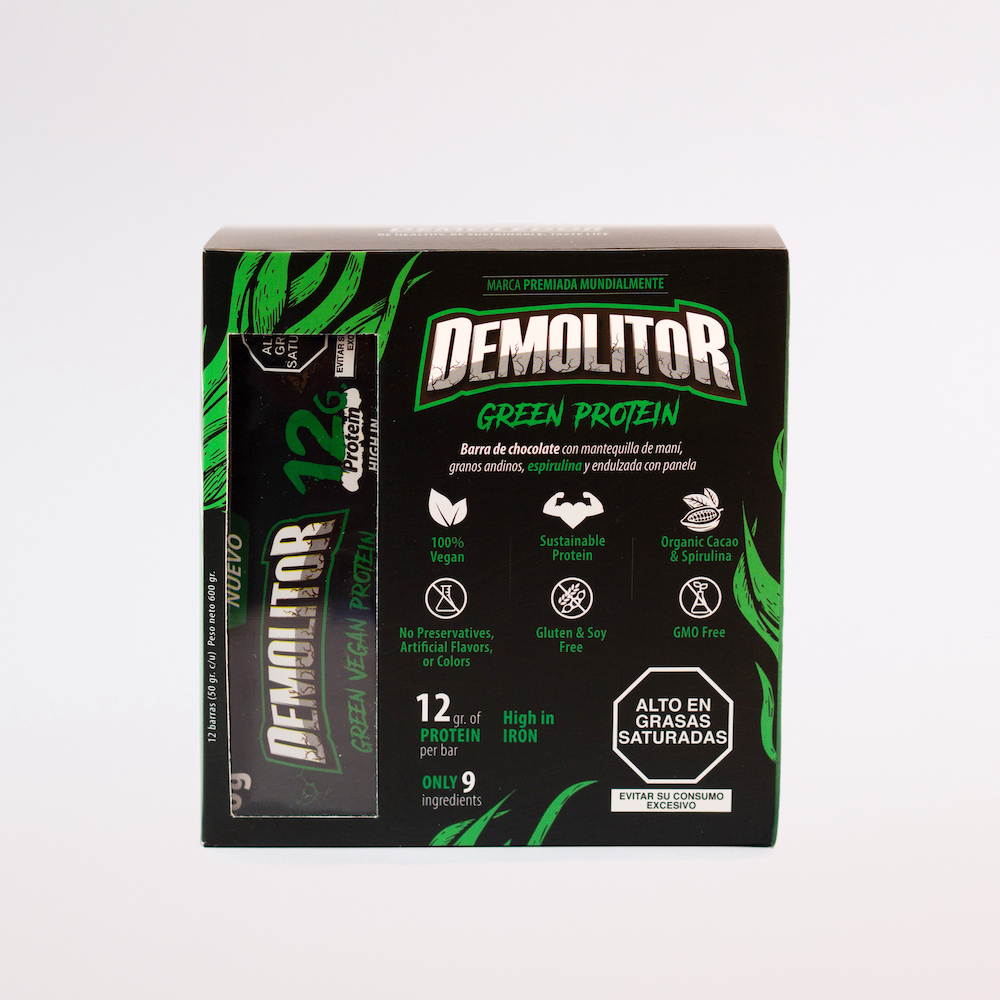 MARCA PREMIADA MUNDIALMENTE
DEMOLITOR
GREEN PROTEIN
Barra de chocolate con mantequilla de maní,
granos andinos, espirulina y endulzada con panela
100%
Vegan
Sustainable
Protein
Organic Cacao
& Spirulina
No Preservatives,
Artificial Flavors,
or Colors
Gluten & Soy
Free
GMO Free
12 gr. of
PROTEIN
per bar
High in
IRON
ONLY 9
ingredients
ALTO EN
GRASAS
SATURADAS
EVITAR SU CONSUMO
EXCESIVO
12 barras (50 gr. c/u) Peso neto 600 gr.
NUEVO
DEMOLITOR
GREEN VEGAN PROTEIN
12G
Protein
HIGH IN